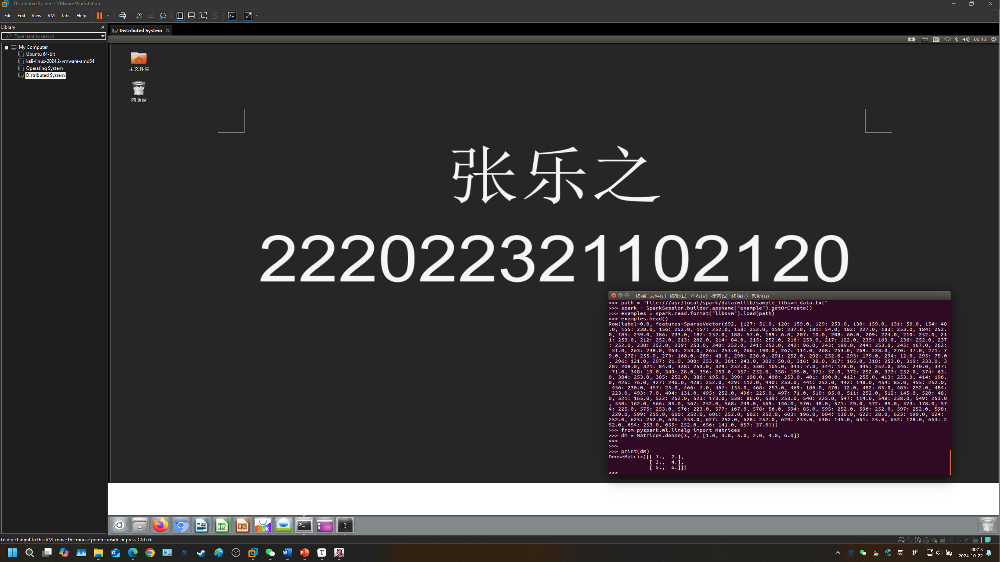 Distributed System - VMware Workstation
File Edit View VM Tabs Help
Library
Type here to search
My Computer
Ubuntu 64-bit
kali-linux-2024.2-vmware-amd64
Operating System
Distributed System
Distributed System
00:13
主文件夹
回收站
张乐之
222022321102120
终端 文件(F) 编辑(E) 查看(V) 搜索(S) 终端(T) 帮助(H)
>>> path = "file:///usr/local/spark/data/mllib/sample_libsvm_data.txt"
>>> spark = SparkSession.builder.appName("example").getOrCreate()
>>> examples = spark.read.format("libsvm").load(path)
>>> examples.head()
Row(label=0.0, features=SparseVector(692, {127: 51.0, 128: 159.0, 129: 253.0, 130: 159.0, 131: 50.0, 154: 48
.0, 155: 238.0, 156: 252.0, 157: 252.0, 158: 252.0, 159: 237.0, 181: 54.0, 182: 227.0, 183: 253.0, 184: 252.
0, 185: 239.0, 186: 233.0, 187: 252.0, 188: 57.0, 189: 6.0, 207: 10.0, 208: 60.0, 209: 224.0, 210: 252.0, 21
1: 253.0, 212: 252.0, 213: 202.0, 214: 84.0, 215: 252.0, 216: 253.0, 217: 122.0, 235: 163.0, 236: 252.0, 237
: 252.0, 238: 252.0, 239: 253.0, 240: 252.0, 241: 252.0, 242: 96.0, 243: 189.0, 244: 253.0, 245: 167.0, 262:
 51.0, 263: 238.0, 264: 253.0, 265: 253.0, 266: 190.0, 267: 114.0, 268: 253.0, 269: 228.0, 270: 47.0, 271: 7
9.0, 272: 255.0, 273: 168.0, 289: 48.0, 290: 238.0, 291: 252.0, 292: 252.0, 293: 179.0, 294: 12.0, 295: 75.0
, 296: 121.0, 297: 21.0, 300: 253.0, 301: 243.0, 302: 50.0, 316: 38.0, 317: 165.0, 318: 253.0, 319: 233.0, 3
20: 208.0, 321: 84.0, 328: 253.0, 329: 252.0, 330: 165.0, 343: 7.0, 344: 178.0, 345: 252.0, 346: 240.0, 347:
 71.0, 348: 19.0, 349: 28.0, 356: 253.0, 357: 252.0, 358: 195.0, 371: 57.0, 372: 252.0, 373: 252.0, 374: 63.
0, 384: 253.0, 385: 252.0, 386: 195.0, 399: 198.0, 400: 253.0, 401: 190.0, 412: 255.0, 413: 253.0, 414: 196.
0, 426: 76.0, 427: 246.0, 428: 252.0, 429: 112.0, 440: 253.0, 441: 252.0, 442: 148.0, 454: 85.0, 455: 252.0,
 456: 230.0, 457: 25.0, 466: 7.0, 467: 135.0, 468: 253.0, 469: 186.0, 470: 12.0, 482: 85.0, 483: 252.0, 484:
 223.0, 493: 7.0, 494: 131.0, 495: 252.0, 496: 225.0, 497: 71.0, 510: 85.0, 511: 252.0, 512: 145.0, 520: 48.
0, 521: 165.0, 522: 252.0, 523: 173.0, 538: 86.0, 539: 253.0, 540: 225.0, 547: 114.0, 548: 238.0, 549: 253.0
, 550: 162.0, 566: 85.0, 567: 252.0, 568: 249.0, 569: 146.0, 570: 48.0, 571: 29.0, 572: 85.0, 573: 178.0, 57
4: 225.0, 575: 253.0, 576: 223.0, 577: 167.0, 578: 56.0, 594: 85.0, 595: 252.0, 596: 252.0, 597: 252.0, 598:
 229.0, 599: 215.0, 600: 252.0, 601: 252.0, 602: 252.0, 603: 196.0, 604: 130.0, 622: 28.0, 623: 199.0, 624:
252.0, 625: 252.0, 626: 253.0, 627: 252.0, 628: 252.0, 629: 233.0, 630: 145.0, 651: 25.0, 652: 128.0, 653: 2
52.0, 654: 253.0, 655: 252.0, 656: 141.0, 657: 37.0}))
>>> from pyspark.ml.linalg import Matrices
>>> dm = Matrices.dense(3, 2, [1.0, 3.0, 5.0, 2.0, 4.0, 6.0])
>>>
>>>
>>> print(dm)
DenseMatrix([[ 1.,  2.],
             [ 3.,  4.],
             [ 5.,  6.]])
>>>
UK
To direct input to this VM, move the mouse pointer inside or press Ctrl+G.
英 拼
00:13
2024-10-22